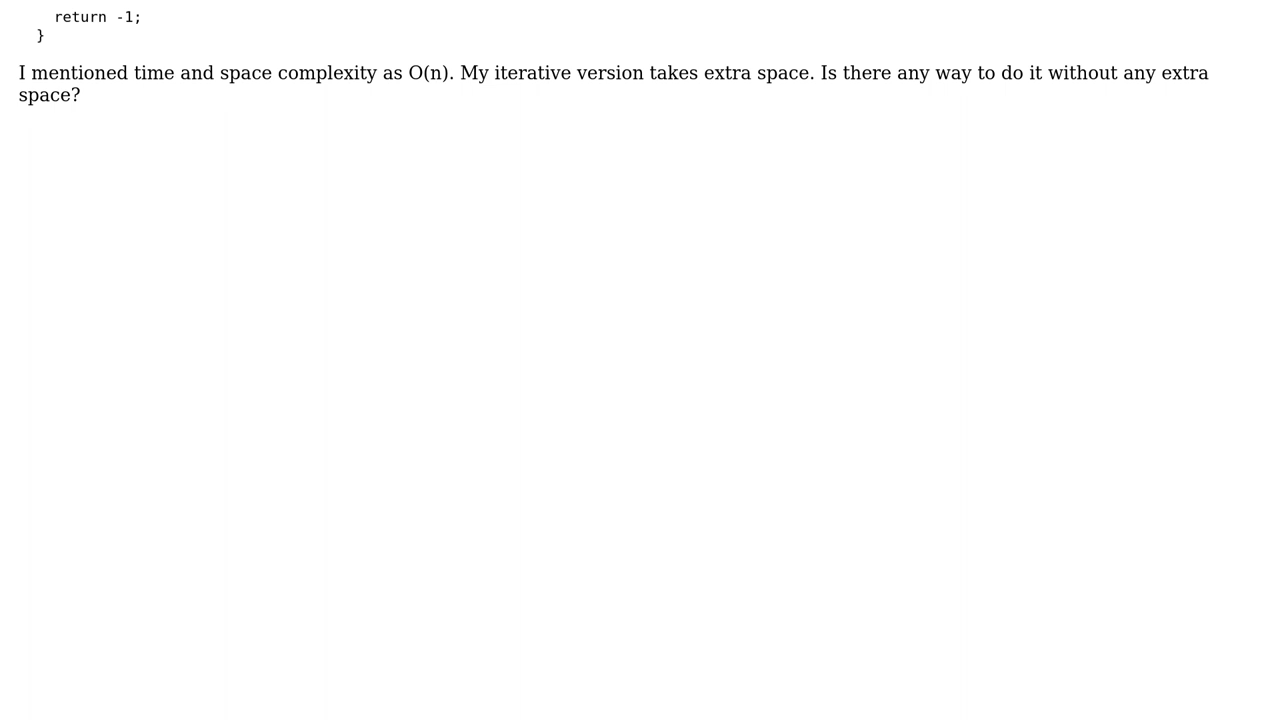 return -1;
}
I mentioned time and space complexity as O(n). My iterative version takes extra space. Is there any way to do it without any extra
space?